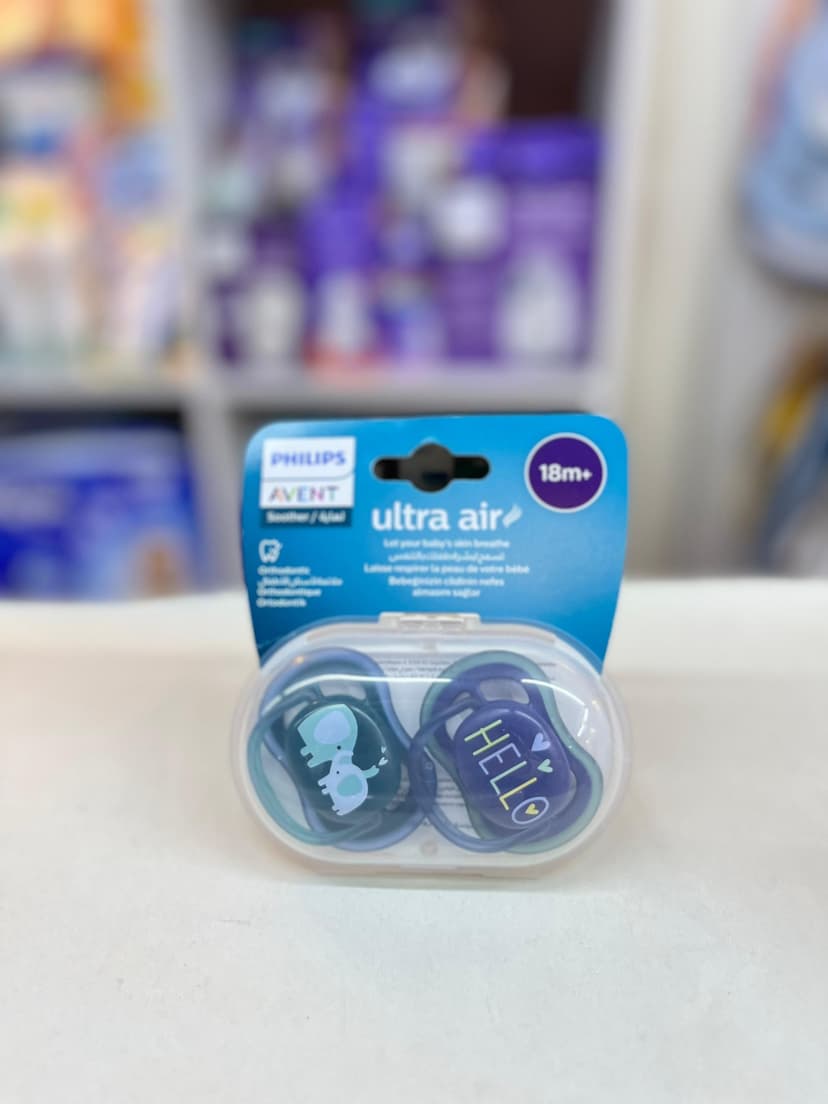 PHILIPS
AVENT
Soother / لهاية
18m+
ultra air
Let your baby's skin breathe
Laisse respirer la peau de votre bébé
Bebeğinizin cildinin nefes
almasını sağlar
Orthodontic
Orthodontique
Ortodontik
HELLO